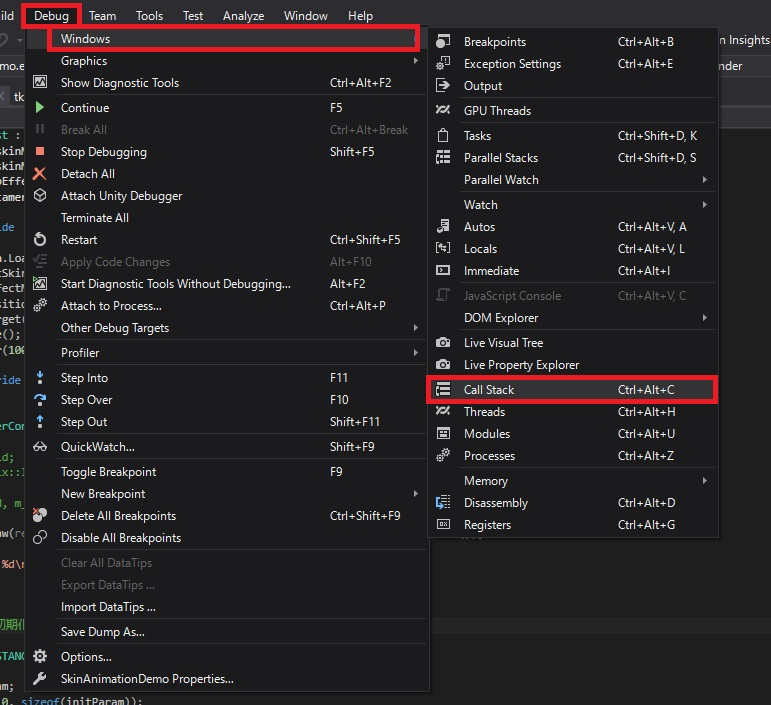 ild Debug Team Tools Test Analyze Window Help
Windows
Graphics
Show Diagnostic Tools Ctrl+Alt+F2
Continue F5
Break All Ctrl+Alt+Break
Stop Debugging Shift+F5
Detach All
Attach Unity Debugger
Terminate All
Restart Ctrl+Shift+F5
Apply Code Changes Alt+F10
Start Diagnostic Tools Without Debugging... Alt+F2
Attach to Process... Ctrl+Alt+P
Other Debug Targets
Profiler
Step Into F11
Step Over F10
Step Out Shift+F11
QuickWatch... Shift+F9
Toggle Breakpoint F9
New Breakpoint
Delete All Breakpoints Ctrl+Shift+F9
Disable All Breakpoints
Clear All DataTips
Export DataTips ...
Import DataTips ...
Save Dump As...
Options...
SkinAnimationDemo Properties...
Breakpoints Ctrl+Alt+B
Exception Settings Ctrl+Alt+E
Output
GPU Threads
Tasks Ctrl+Shift+D, K
Parallel Stacks Ctrl+Shift+D, S
Parallel Watch
Watch
Autos Ctrl+Alt+V, A
Locals Ctrl+Alt+V, L
Immediate Ctrl+Alt+I
JavaScript Console Ctrl+Alt+V, C
DOM Explorer
Live Visual Tree
Live Property Explorer
Call Stack Ctrl+Alt+C
Threads Ctrl+Alt+H
Modules Ctrl+Alt+U
Processes Ctrl+Alt+Z
Memory
Disassembly Ctrl+Alt+D
Registers Ctrl+Alt+G
n Insights
nder
mo.e
tk
st :
skinM
skinM
ride
ride
id;
%d\n
0, sizeof(initParam));